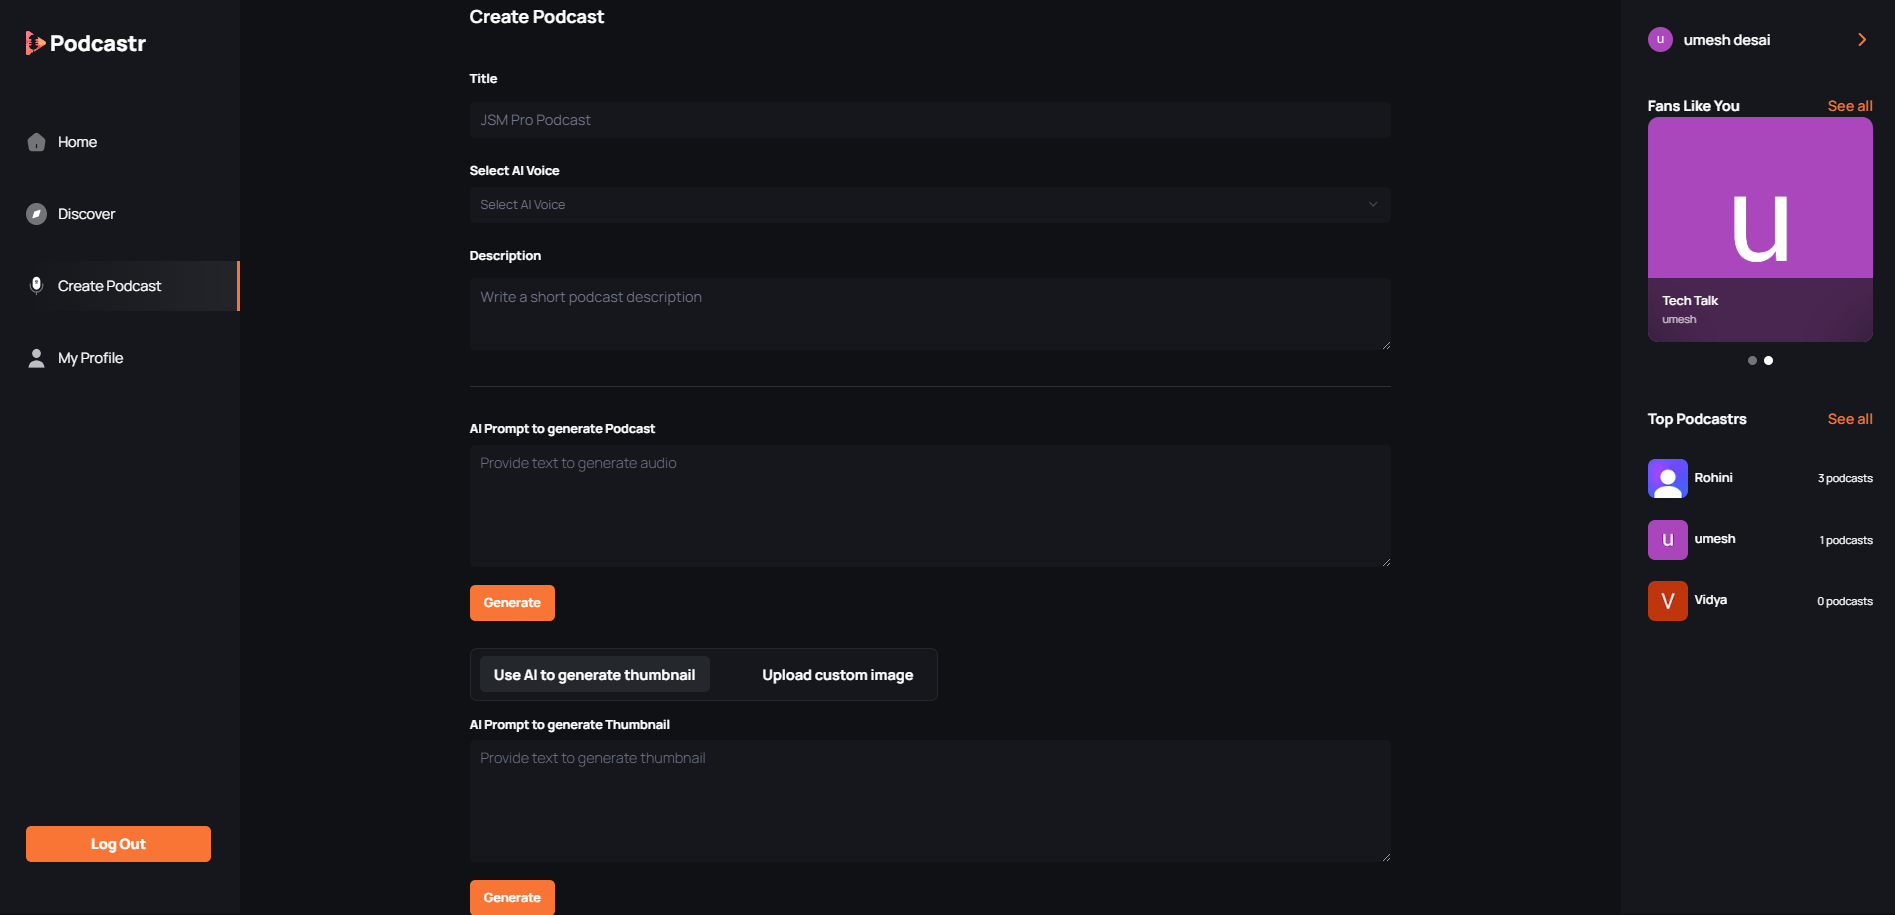 Podcastr
Home
Discover
Create Podcast
My Profile
Log Out
Create Podcast
Title
JSM Pro Podcast
Select AI Voice
Select AI Voice
Description
Write a short podcast description
AI Prompt to generate Podcast
Provide text to generate audio
Generate
Use AI to generate thumbnail
Upload custom image
AI Prompt to generate Thumbnail
Provide text to generate thumbnail
Generate
u
umesh desai
Fans Like You
See all
u
Tech Talk
umesh
Top Podcastrs
See all
Rohini
3 podcasts
u
umesh
1 podcasts
V
Vidya
0 podcasts